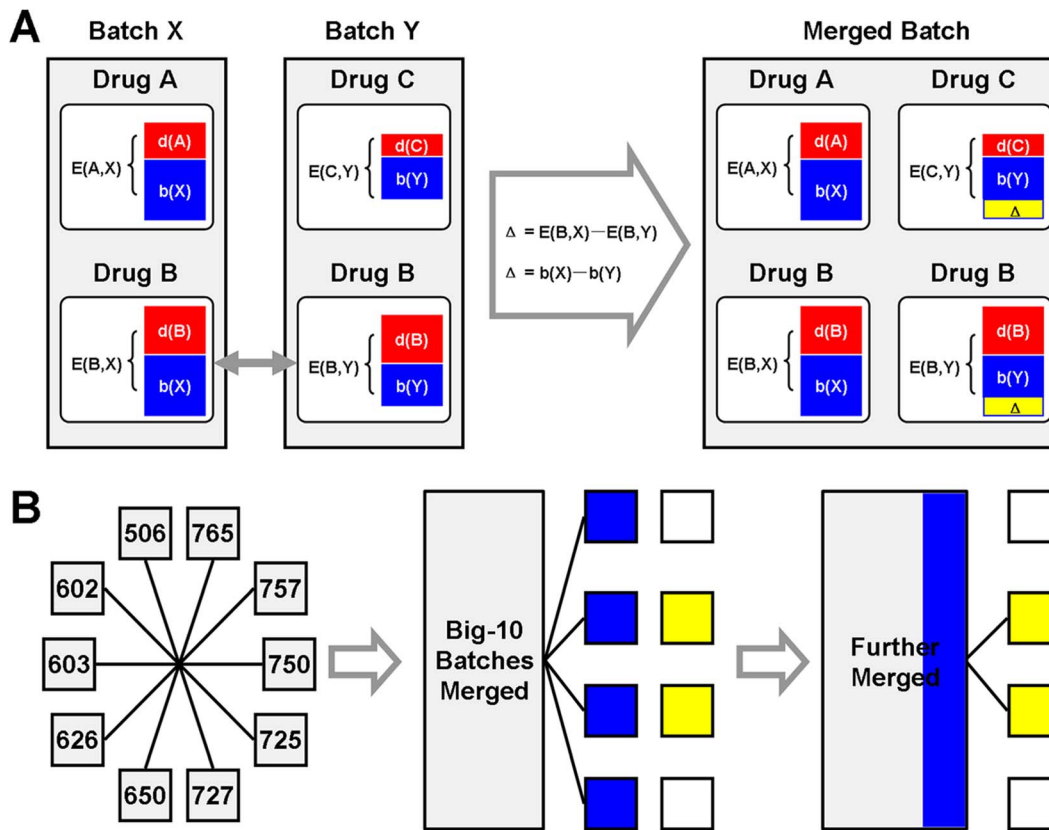 A
Batch X
Batch Y
Merged Batch
Drug A
Drug C
Drug A
Drug C
E(A,X)
d(A)
b(X)
E(C,Y)
d(C)
b(Y)
Δ = E(B,X)—E(B,Y)
Δ = b(X)—b(Y)
E(A,X)
d(A)
b(X)
E(C,Y)
d(C)
b(Y)
Δ
Drug B
Drug B
Drug B
Drug B
E(B,X)
d(B)
b(X)
E(B,Y)
d(B)
b(Y)
E(B,X)
d(B)
b(X)
E(B,Y)
d(B)
b(Y)
Δ
B
506
765
602
757
603
750
626
725
650
727
Big-10
Batches
Merged
Further
Merged